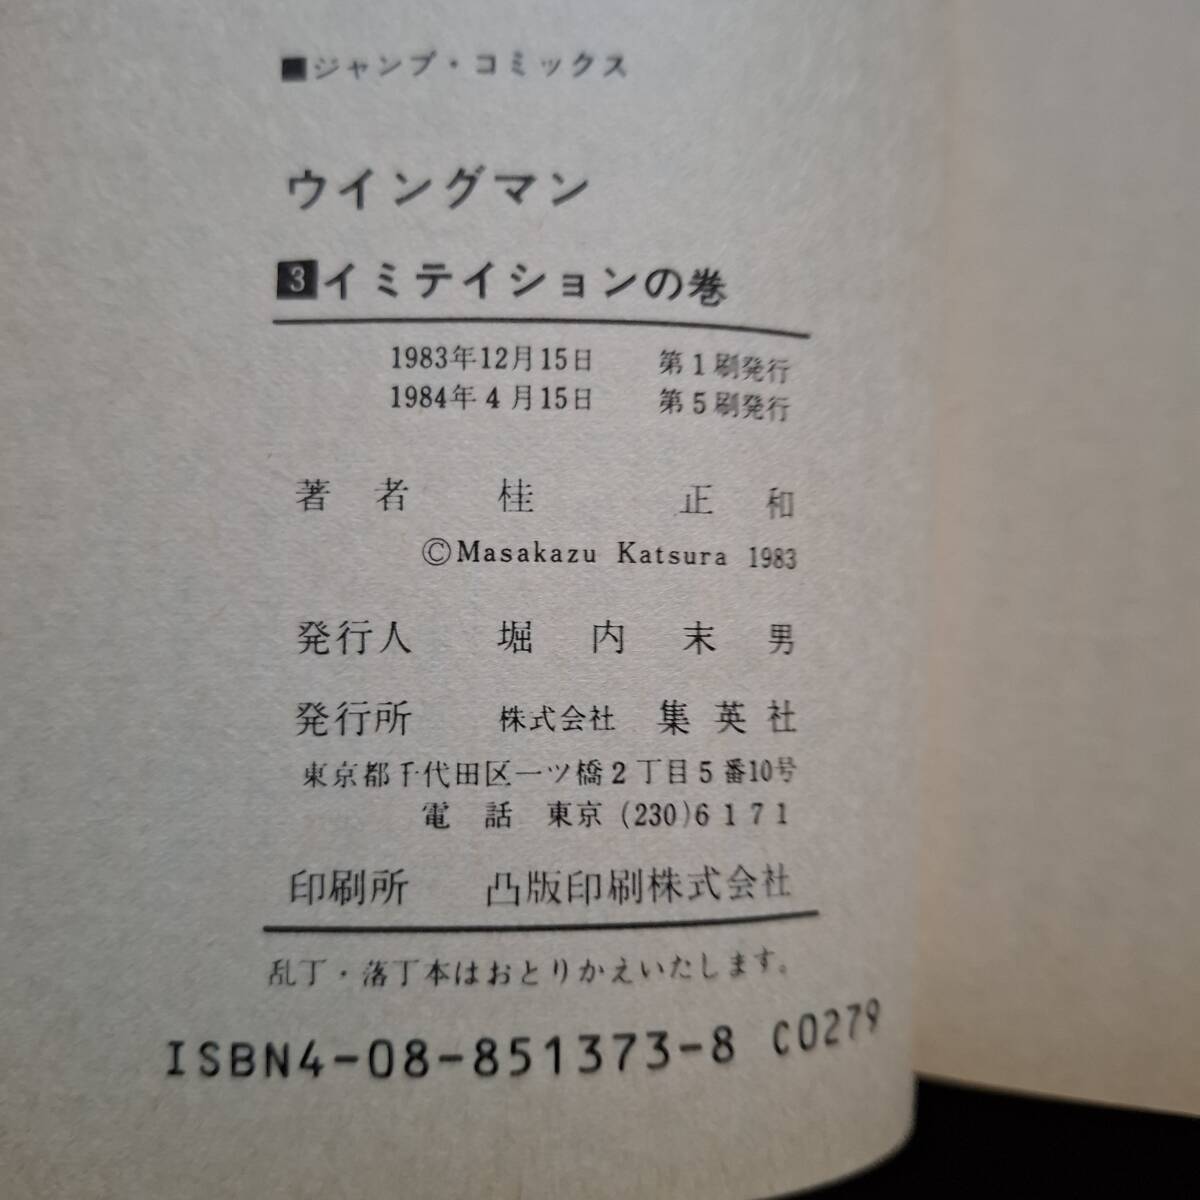 ■ジャンプ・コミックス
ウイングマン
3イミテイションの巻
1983年12月15日 第1刷発行
1984年4月15日 第5刷発行
著者 桂正和
©Masakazu Katsura 1983
発行人 堀内末男
発行所 株式会社 集英社
東京都千代田区一ツ橋2丁目5番10号
電話 東京(230)6171
印刷所 凸版印刷株式会社
乱丁・落丁本はおとりかえいたします。
ISBN4-08-851373-8 C0279